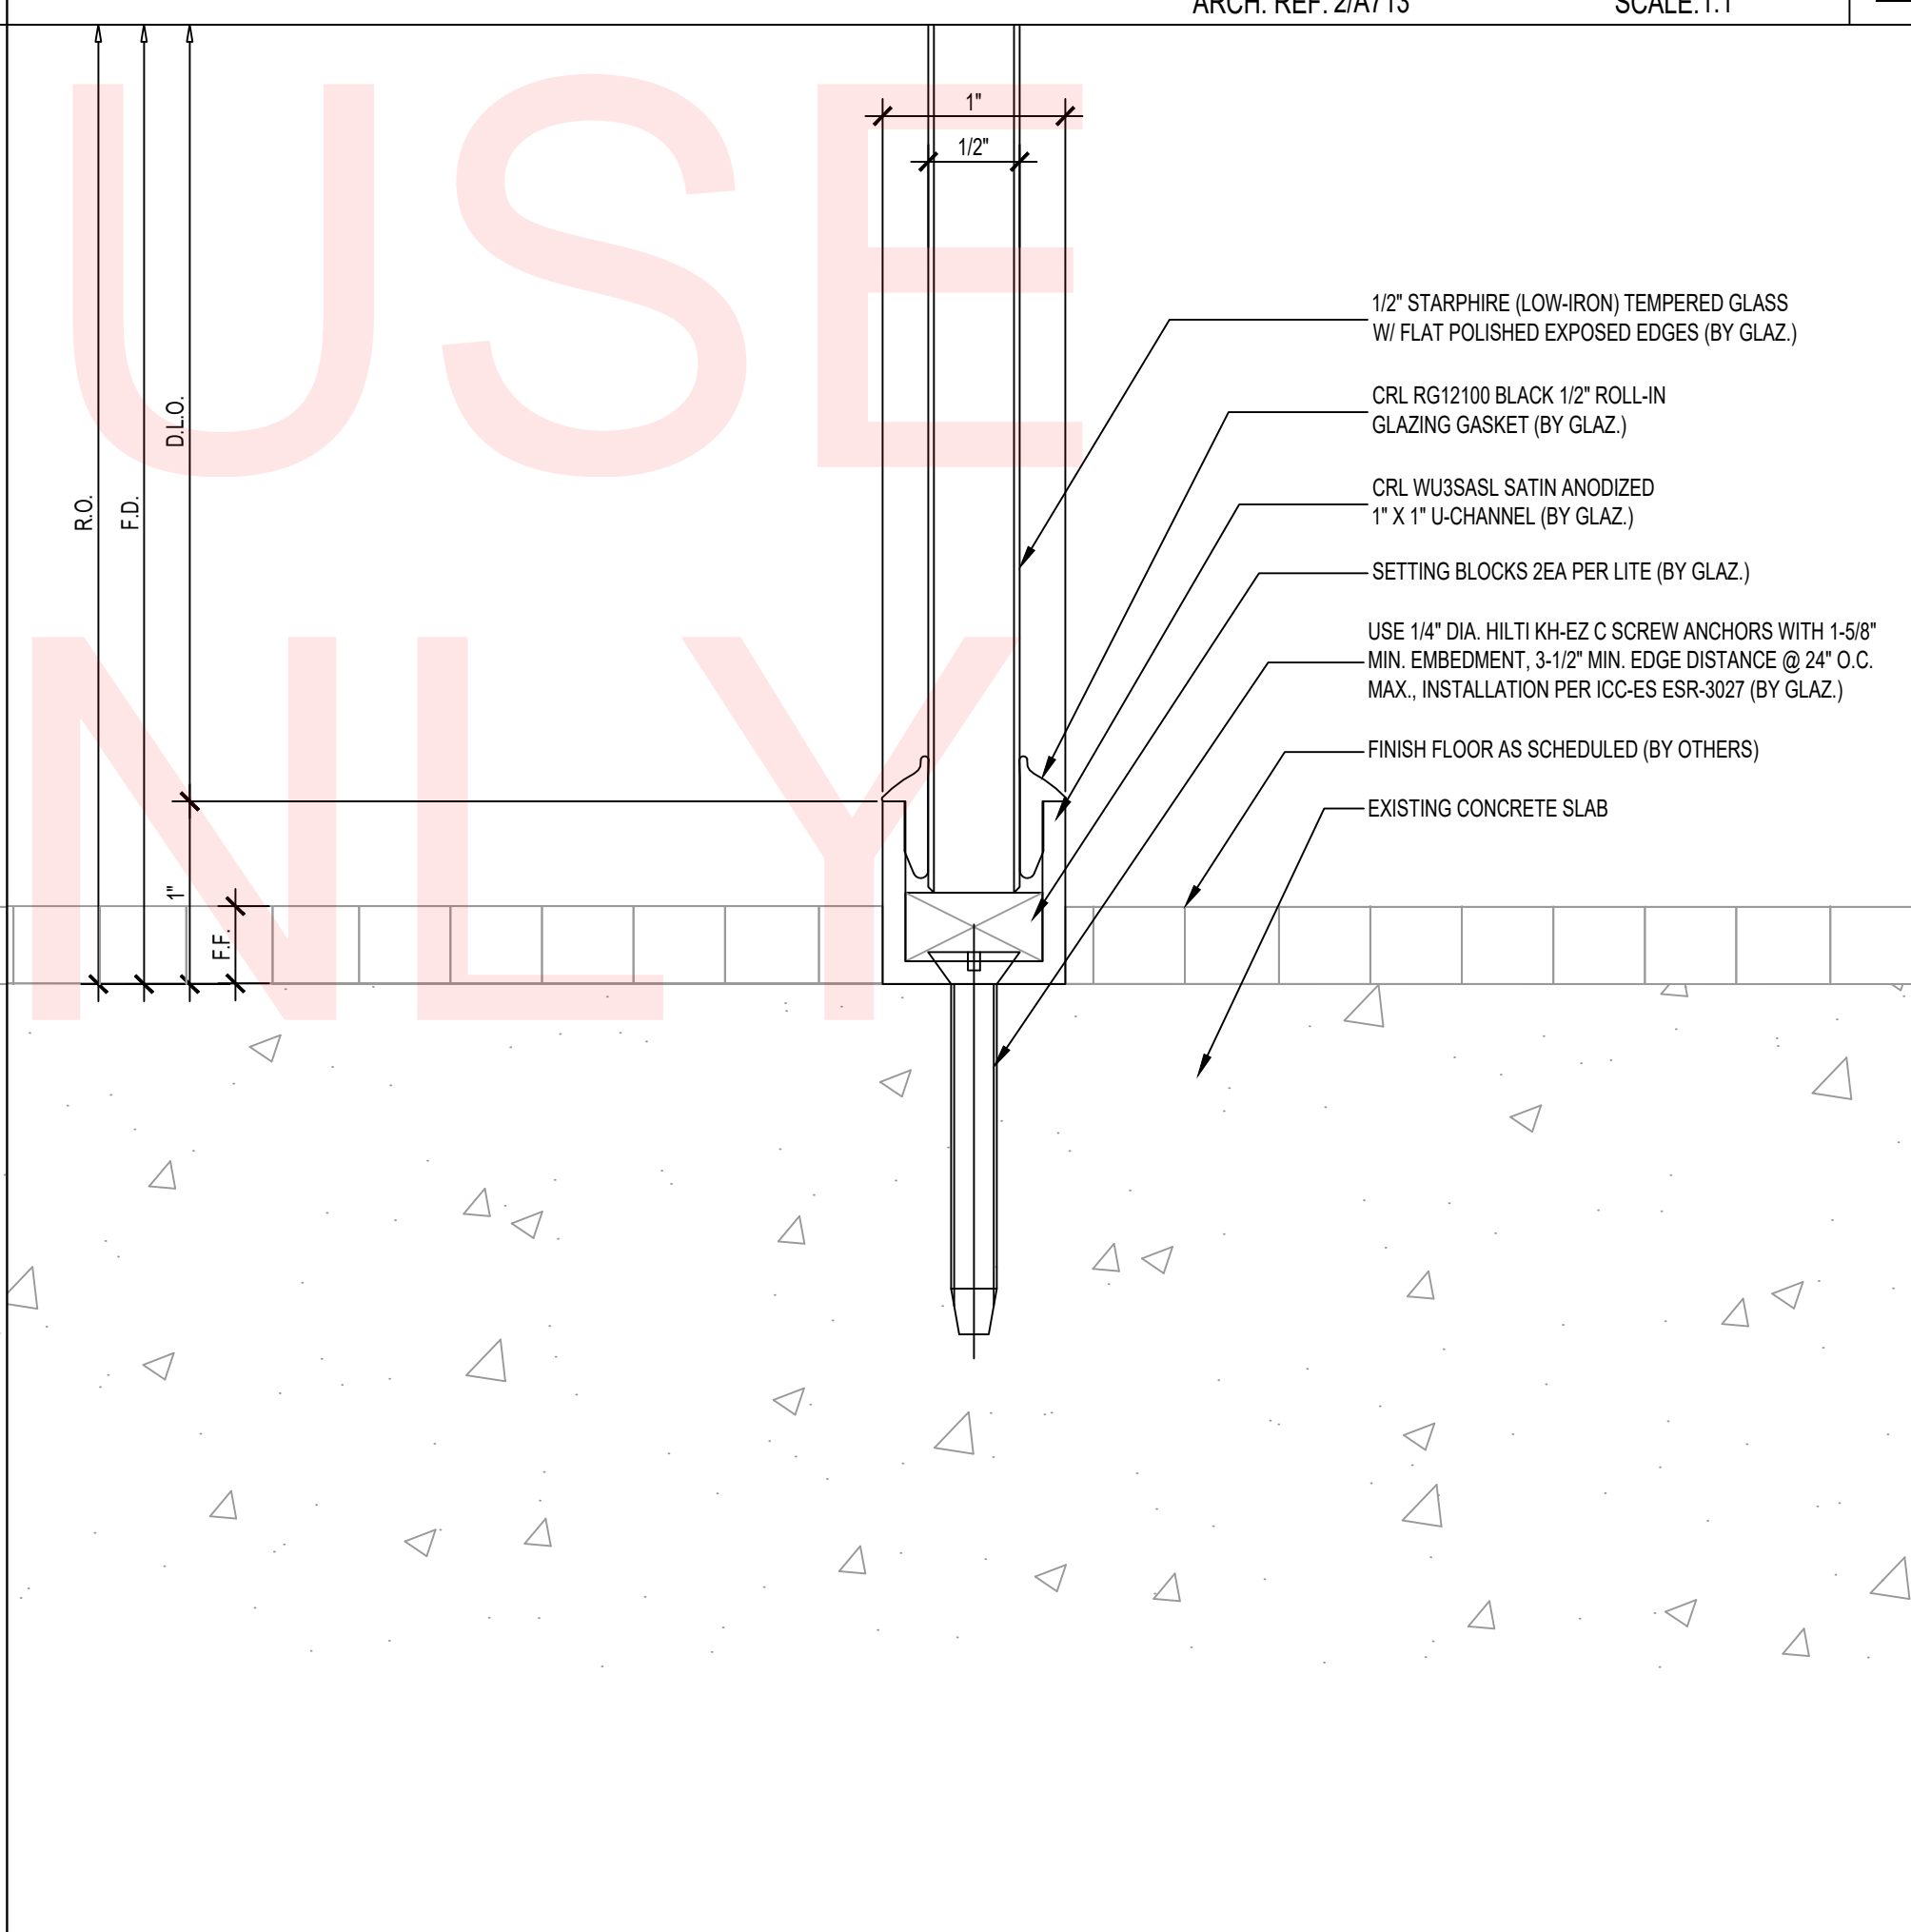 ARCH. REF: 2/A713
SCALE:1:1
USE
NLY
1"
1/2"
R.O.
F.D.
D.L.O.
1"
F.F.
1/2" STARPHIRE (LOW-IRON) TEMPERED GLASS
W/ FLAT POLISHED EXPOSED EDGES (BY GLAZ.)
CRL RG12100 BLACK 1/2" ROLL-IN
GLAZING GASKET (BY GLAZ.)
CRL WU3SASL SATIN ANODIZED
1" X 1" U-CHANNEL (BY GLAZ.)
SETTING BLOCKS 2EA PER LITE (BY GLAZ.)
USE 1/4" DIA. HILTI KH-EZ C SCREW ANCHORS WITH 1-5/8"
MIN. EMBEDMENT, 3-1/2" MIN. EDGE DISTANCE @ 24" O.C.
MAX., INSTALLATION PER ICC-ES ESR-3027 (BY GLAZ.)
FINISH FLOOR AS SCHEDULED (BY OTHERS)
EXISTING CONCRETE SLAB